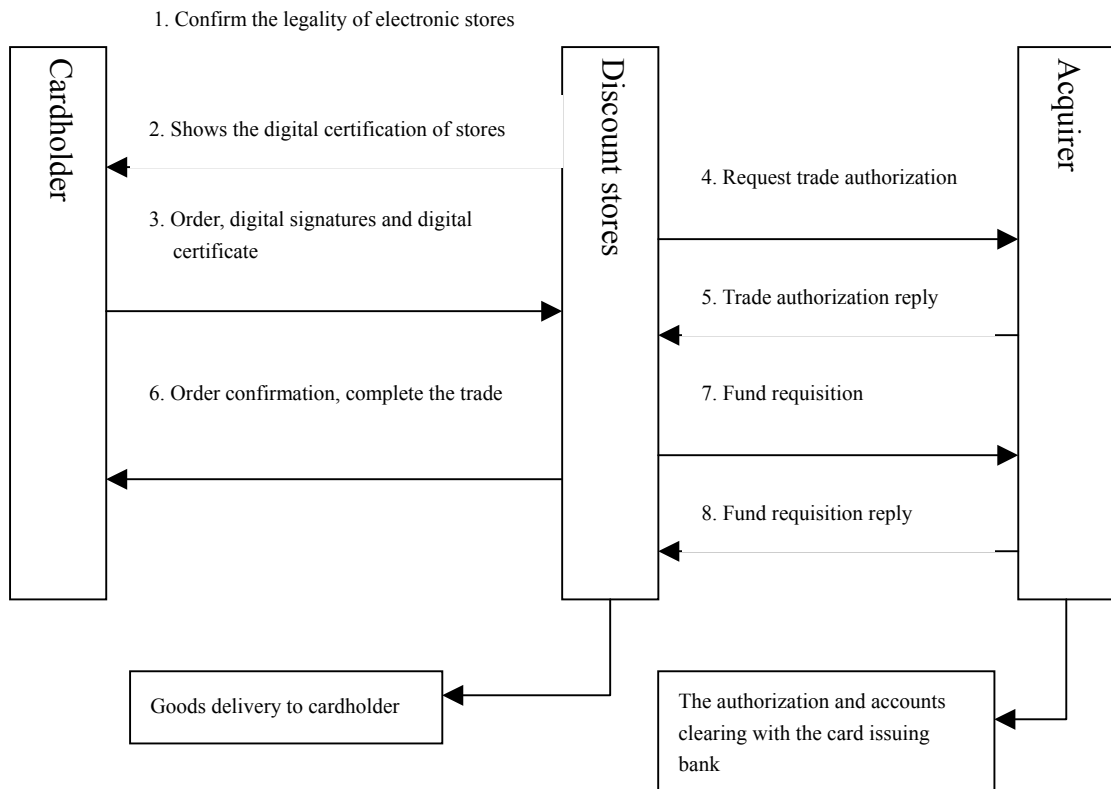 1. Confirm the legality of electronic stores
Cardholder
Discount stores
Acquirer
2. Shows the digital certification of stores
3. Order, digital signatures and digital
certificate
4. Request trade authorization
5. Trade authorization reply
6. Order confirmation, complete the trade
7. Fund requisition
8. Fund requisition reply
Goods delivery to cardholder
The authorization and accounts
clearing with the card issuing
bank